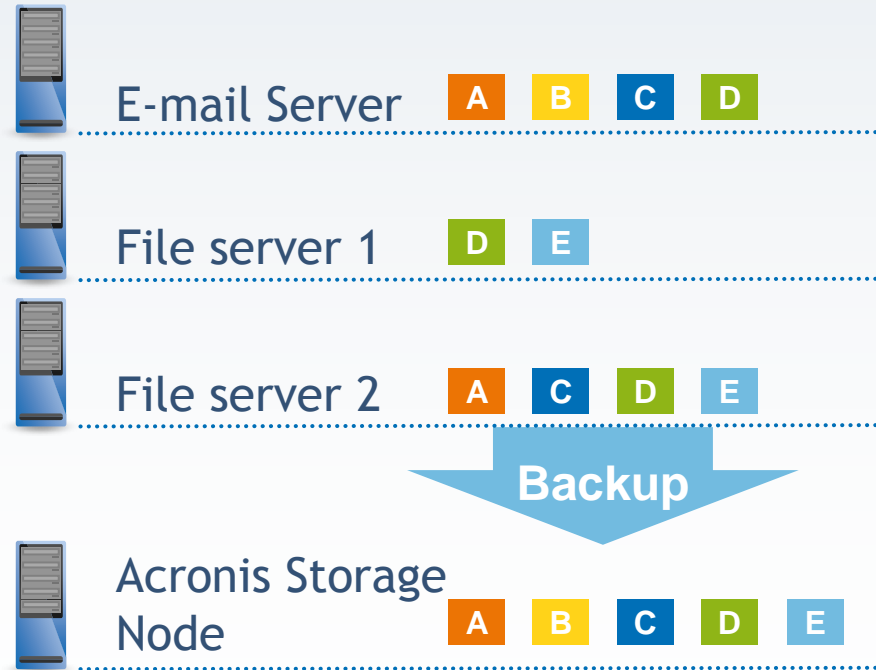 E-mail Server A B C D
File server 1 D E
File server 2 A C D E
Backup
Acronis Storage
Node A B C D E